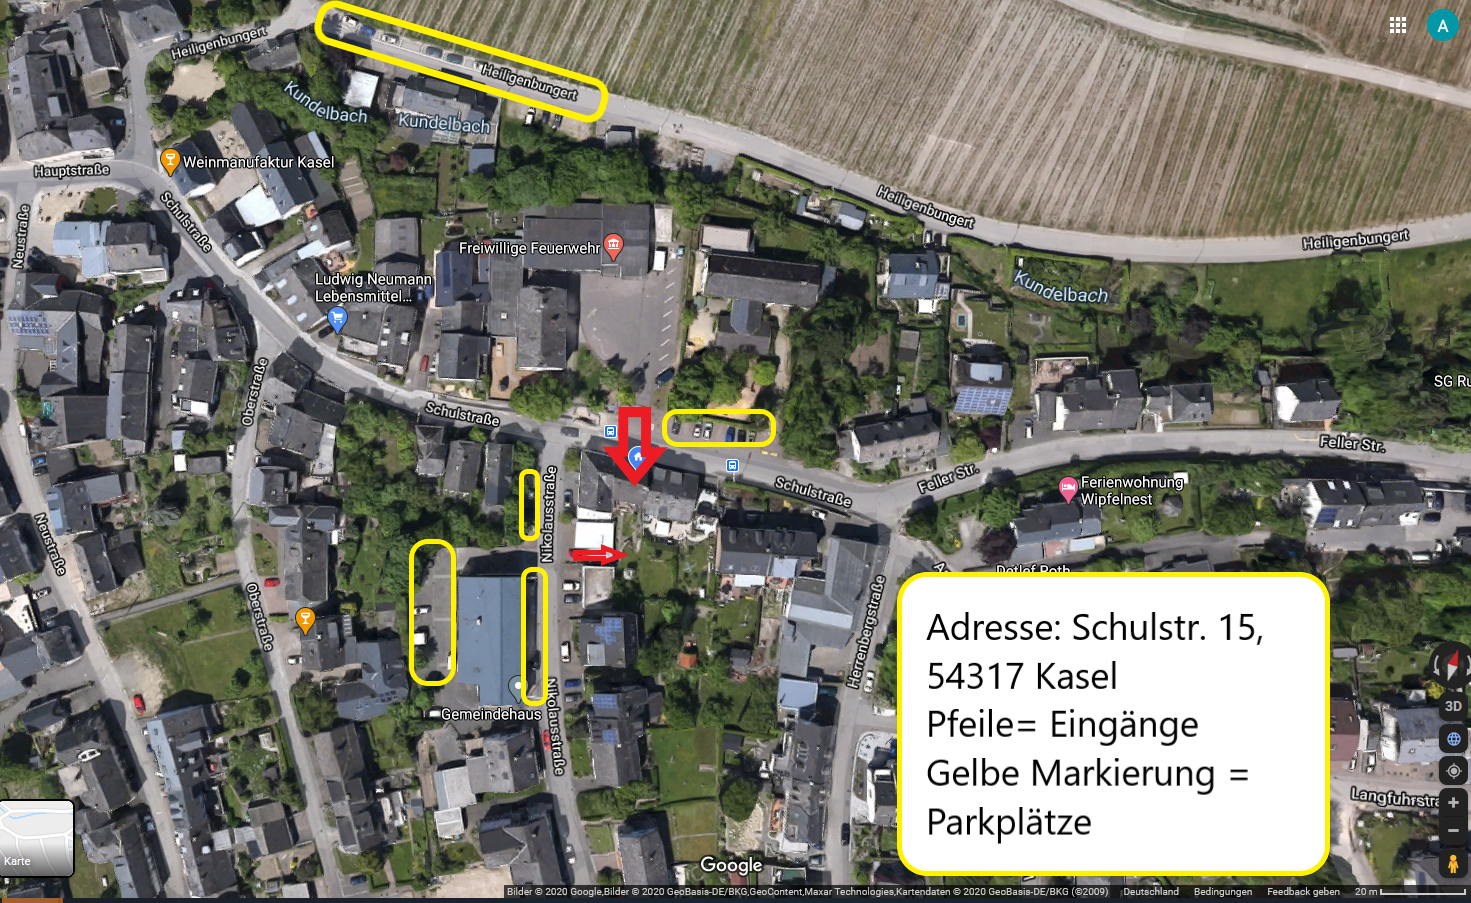 A
Heiligenbungert
Heiligenbungert
Kundelbach
Kundelbach
Weinmanufaktur Kasel
Hauptstraße
Schulstraße
Neustraße
Heiligenbungert
Heiligenbungert
Freiwillige Feuerwehr
Ludwig Neumann
Lebensmittel...
Kundelbach
Oberstraße
SG Ru
Schulstraße
Feller Str.
Feller Str.
Schulstraße
Ferienwohnung
Wipfelnest
Nikolausstraße
Neustraße
Detlef Roth
Oberstraße
Herrenbergstraße
Adresse: Schulstr. 15,
54317 Kasel
Pfeile= Eingänge
Gelbe Markierung =
Parkplätze
Gemeindehaus
Nikolausstraße
3D
Langfuhrstra
Karte
Google
Bilder © 2020 Google,Bilder © 2020 GeoBasis-DE/BKG,GeoContent,Maxar Technologies,Kartendaten © 2020 GeoBasis-DE/BKG (©2009) Deutschland Bedingungen Feedback geben 20 m